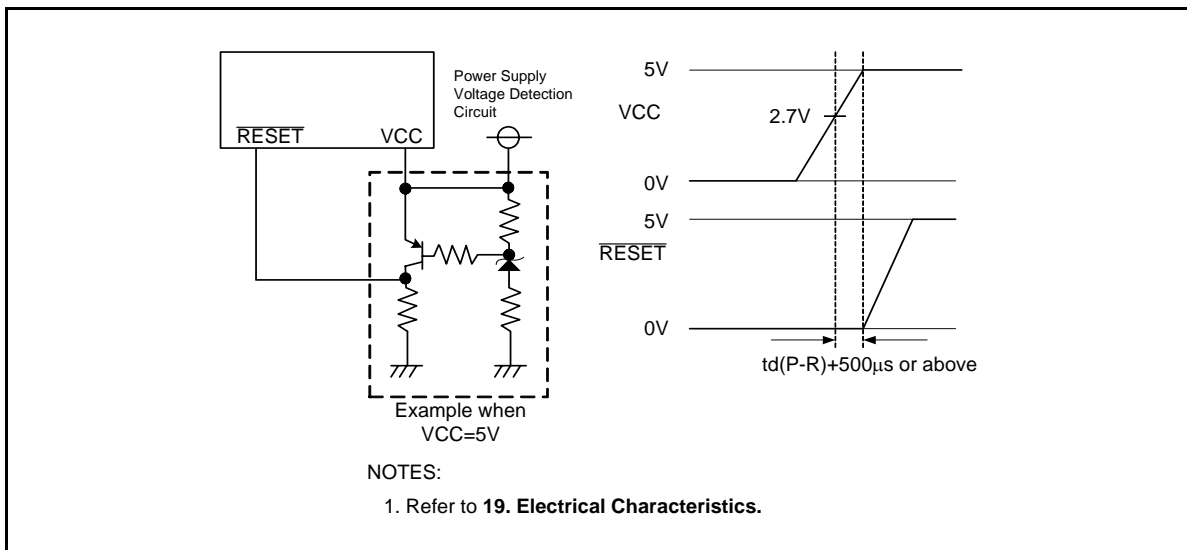 RESET
VCC
Power Supply
Voltage Detection
Circuit
Example when
VCC=5V
5V
VCC
2.7V
0V
5V
RESET
0V
td(P-R)+500μs or above
NOTES:
1. Refer to 19. Electrical Characteristics.